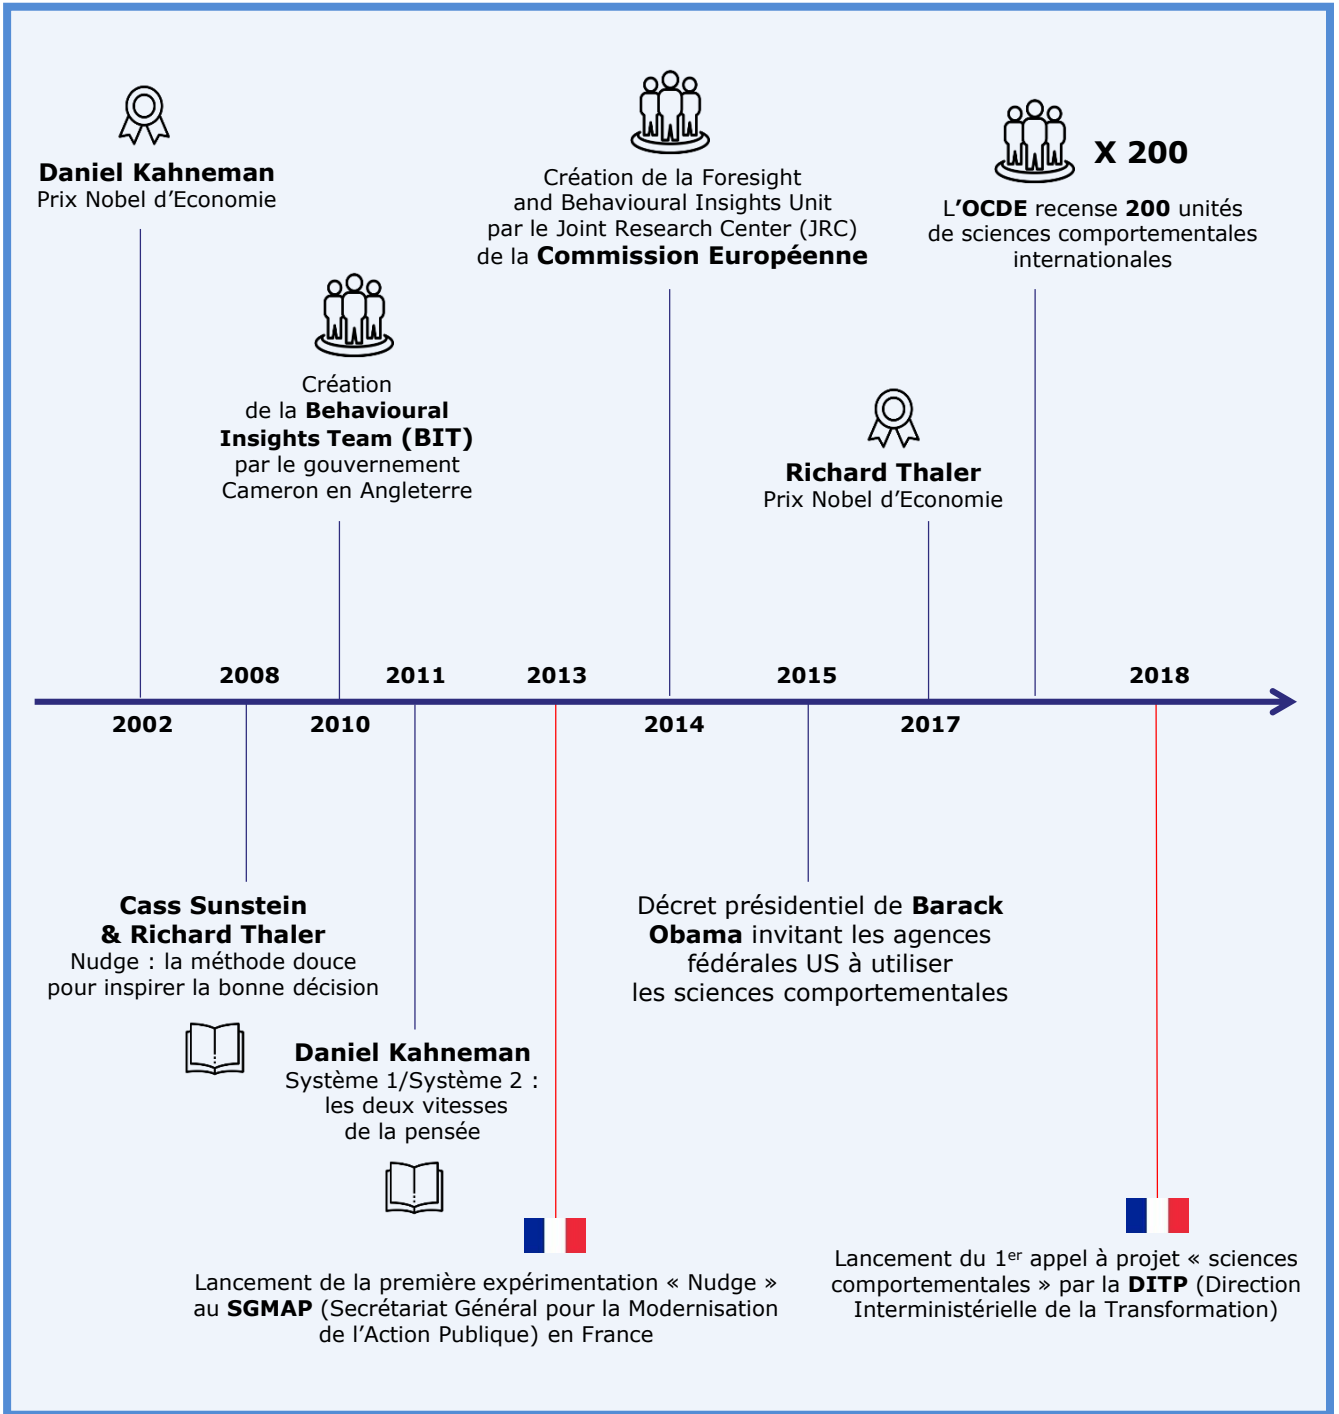 Daniel Kahneman
Prix Nobel d’Economie
Création de la Foresight
and Behavioural Insights Unit
par le Joint Research Center (JRC)
de la Commission Européenne
X 200
L’OCDE recense 200 unités
de sciences comportementales
internationales
Création
de la Behavioural
Insights Team (BIT)
par le gouvernement
Cameron en Angleterre
Richard Thaler
Prix Nobel d’Economie
2008
2011
2013
2015
2018
2002
2010
2014
2017
Cass Sunstein
& Richard Thaler
Nudge : la méthode douce
pour inspirer la bonne décision
Décret présidentiel de Barack
Obama invitant les agences
fédérales US à utiliser
les sciences comportementales
Daniel Kahneman
Système 1/Système 2 :
les deux vitesses
de la pensée
Lancement de la première expérimentation « Nudge »
au SGMAP (Secrétariat Général pour la Modernisation
de l’Action Publique) en France
Lancement du 1er appel à projet « sciences
comportementales » par la DITP (Direction
Interministérielle de la Transformation)